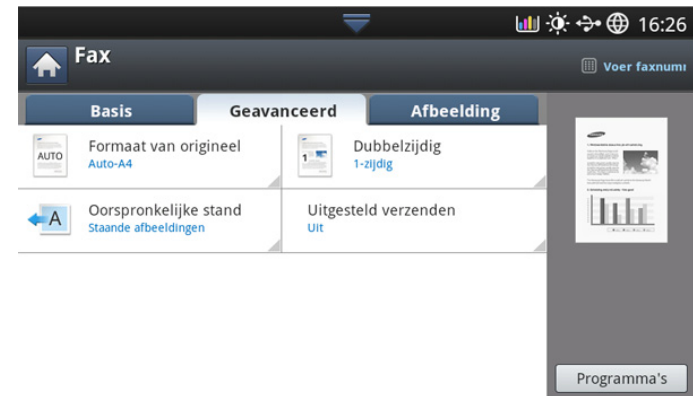 16:26
Fax
Voer faxnum
Basis
Geavanceerd
Afbeelding
Formaat van origineel
AUTO
Auto-A4
Dubbelzijdig
1
1-zijdig
Oorspronkelijke stand
A
Staande afbeeldingen
Uitgesteld verzenden
Uit
Programma's